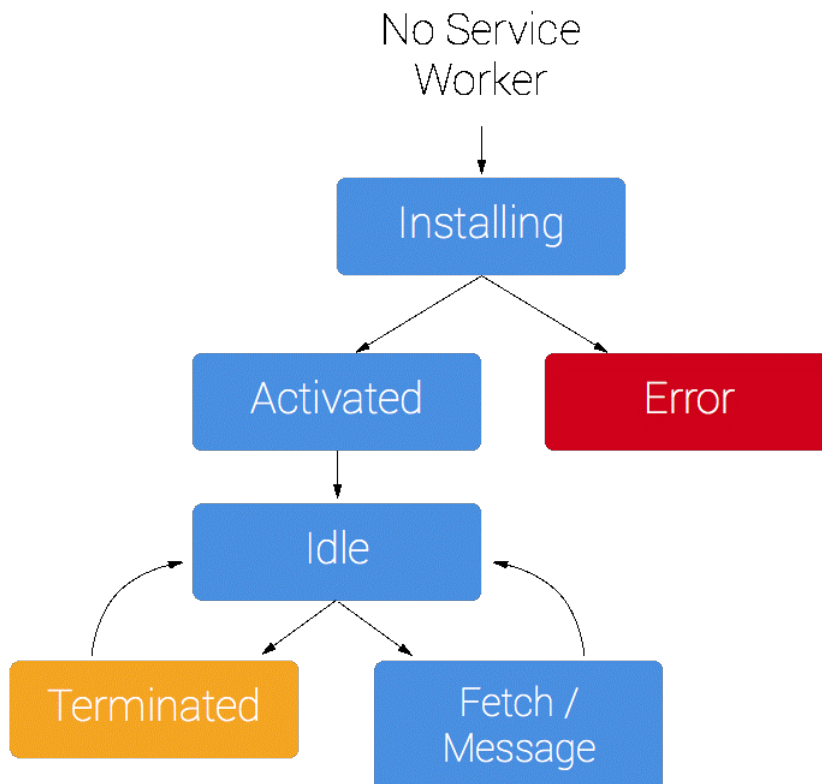 No Service
Worker
Installing
Activated
Error
Idle
Terminated
Fetch /
Message